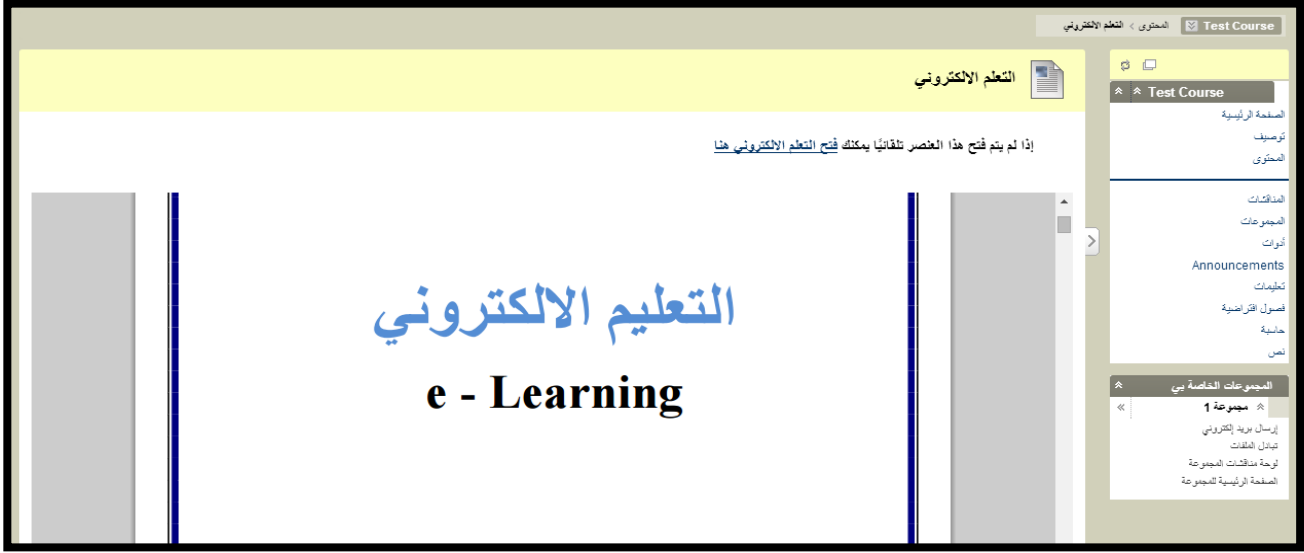 Test Course المحتوى > التعلم الالكتروني
التعلم الالكتروني
إذا لم يتم فتح هذا العنصر تلقائيًا يمكنك فتح التعلم الالكتروني هنا
التعليم الالكتروني
e - Learning
Test Course
الصفحة الرئيسية
توصيف
المحتوى
المناقشات
المجموعات
أدوات
Announcements
تعليمات
فصول افتراضية
حاسبة
نص
المجموعات الخاصة بي
مجموعة 1
إرسال بريد إلكتروني
تبادل الملفات
لوحة مناقشات المجموعة
الصفحة الرئيسية للمجموعة